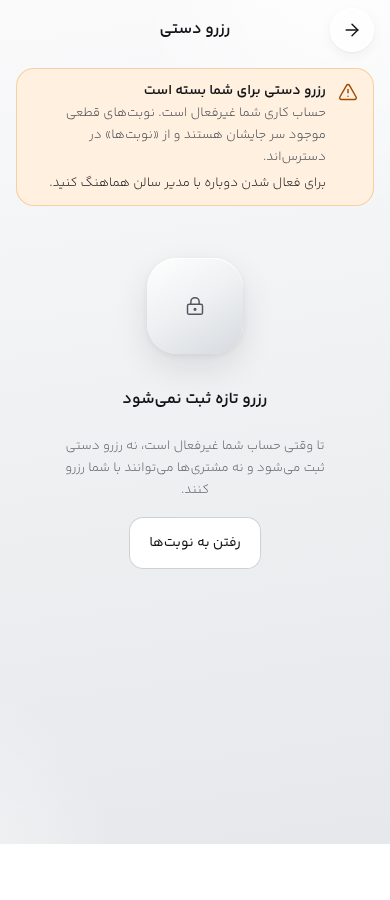 رزرو دستی
رزرو دستی برای شما بسته است
حساب کاری شما غیرفعال است. نوبت‌های قطعی
موجود سر جایشان هستند و از «نوبت‌ها» در
دسترس‌اند.
برای فعال شدن دوباره با مدیر سالن هماهنگ کنید.
رزرو تازه ثبت نمی‌شود
تا وقتی حساب شما غیرفعال است، نه رزرو دستی
ثبت می‌شود و نه مشتری‌ها می‌توانند با شما رزرو
کنند.
رفتن به نوبت‌ها